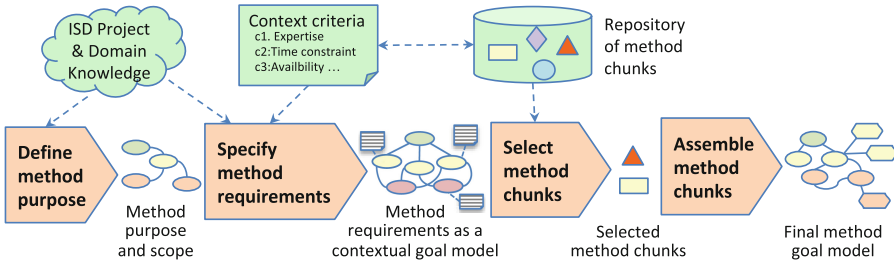 ISD Project
& Domain
Knowledge
Context criteria
c1. Expertise
c2:Time constraint
c3:Availbility …
Repository
of method
chunks
Define
method
purpose
Method
purpose
and scope
Specify
method
requirements
Method
requirements as a
contextual goal model
Select
method
chunks
Selected
method chunks
Assemble
method
chunks
Final method
goal model